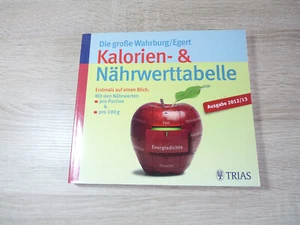 Die große Wahrburg/Egert
Kalorien- &
Nährwerttabelle
Erstmals auf einen Blick:
Mit den Nährwerten
pro Portion
&
pro 100 g
Ausgabe 2012/13
Energiedichte
TRIAS